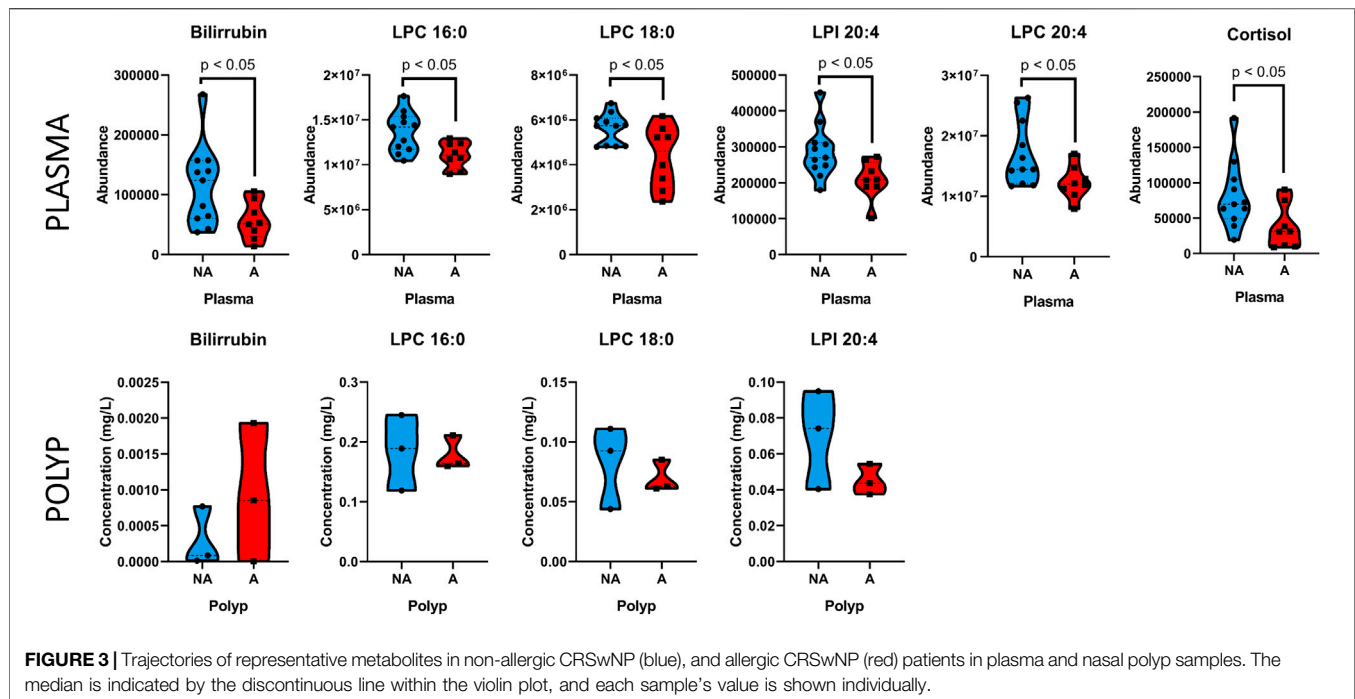 PLASMA
Bilirrubin
p < 0.05
Abundance
300000
200000
100000
0
NA A
Plasma
LPC 16:0
p < 0.05
Abundance
2×10⁷
1×10⁷
5×10⁶
0
NA A
Plasma
LPC 18:0
p < 0.05
Abundance
8×10⁶
6×10⁶
4×10⁶
2×10⁶
0
NA A
Plasma
LPI 20:4
p < 0.05
Abundance
500000
400000
300000
200000
100000
0
NA A
Plasma
LPC 20:4
p < 0.05
Abundance
3×10⁷
2×10⁷
1×10⁷
0
NA A
Plasma
Cortisol
p < 0.05
Abundance
250000
200000
150000
100000
50000
0
NA A
Plasma
POLYP
Bilirrubin
Concentration (mg/L)
0.0025
0.0020
0.0015
0.0010
0.0005
0.0000
NA A
Polyp
LPC 16:0
Concentration (mg/L)
0.3
0.2
0.1
0.0
NA A
Polyp
LPC 18:0
Concentration (mg/L)
0.15
0.10
0.05
0.00
NA A
Polyp
LPI 20:4
Concentration (mg/L)
0.10
0.08
0.06
0.04
0.02
0.00
NA A
Polyp
FIGURE 3 | Trajectories of representative metabolites in non-allergic CRSwNP (blue), and allergic CRSwNP (red) patients in plasma and nasal polyp samples. The
median is indicated by the discontinuous line within the violin plot, and each sample's value is shown individually.